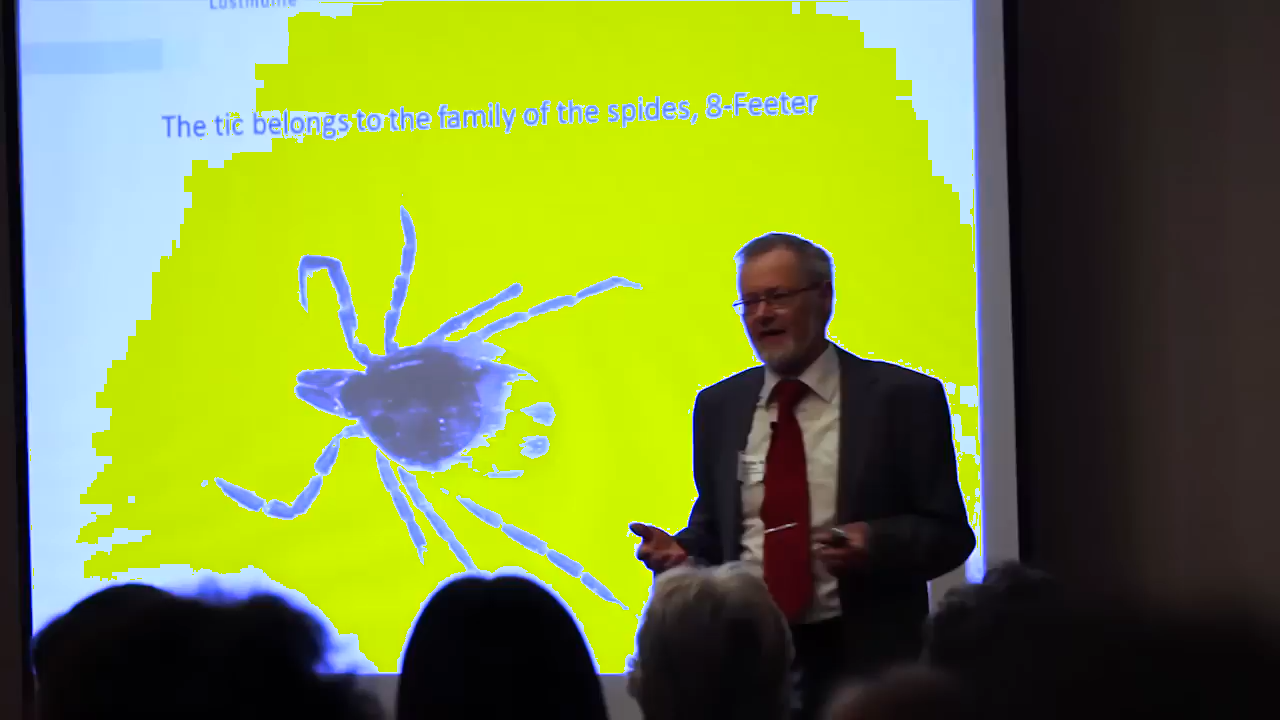 The tic belongs to the family of the spides, 8-Feeter